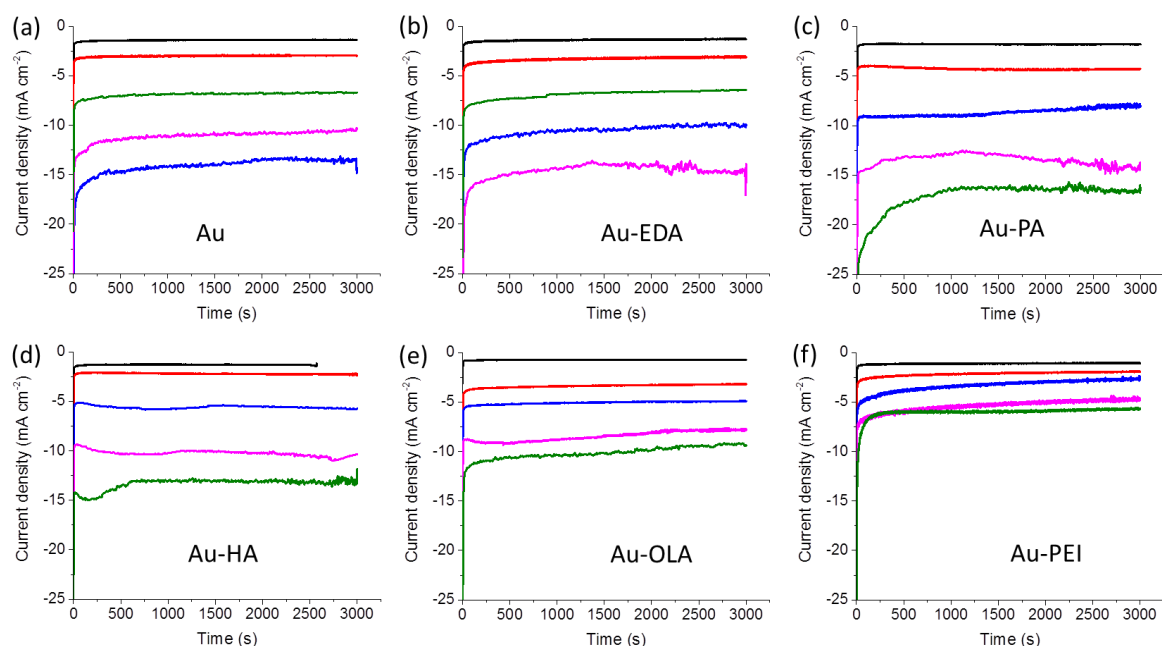 (a)
0
-5
-10
-15
-20
-25
Current density (mA cm⁻²)
Au
0 500 1000 1500 2000 2500 3000
Time (s)
(b)
0
-5
-10
-15
-20
-25
Current density (mA cm⁻²)
Au-EDA
0 500 1000 1500 2000 2500 3000
Time (s)
(c)
0
-5
-10
-15
-20
-25
Current density (mA cm⁻²)
Au-PA
0 500 1000 1500 2000 2500 3000
Time (s)
(d)
0
-5
-10
-15
-20
-25
Current density (mA cm⁻²)
Au-HA
0 500 1000 1500 2000 2500 3000
Time (s)
(e)
0
-5
-10
-15
-20
-25
Current density (mA cm⁻²)
Au-OLA
0 500 1000 1500 2000 2500 3000
Time (s)
(f)
0
-5
-10
-15
-20
-25
Current density (mA cm⁻²)
Au-PEI
0 500 1000 1500 2000 2500 3000
Time (s)